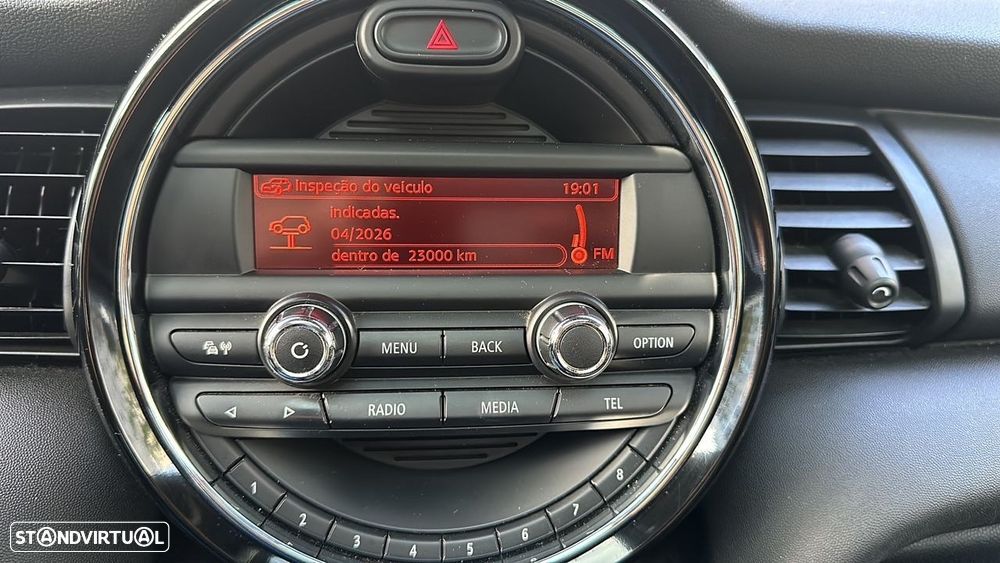 Inspeção do veículo 19:01
indicadas.
04/2026
dentro de 23000 km
FM
MENU BACK OPTION
RADIO MEDIA TEL
1 2 3 4 5 6 7 8
STANDVIRTUAL